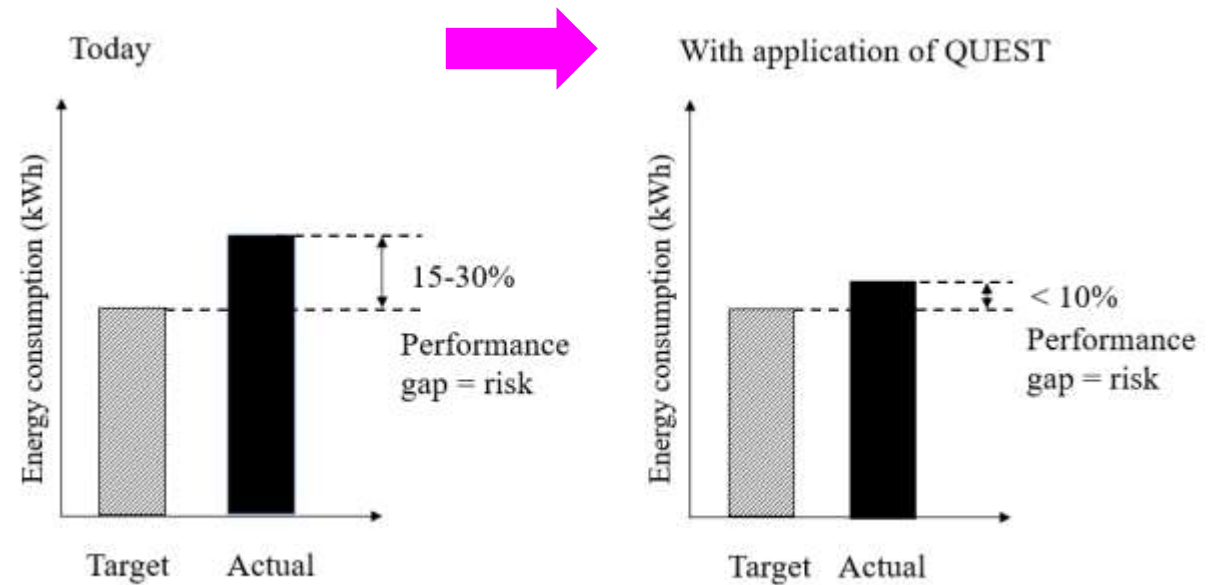 Today
Energy consumption (kWh)
15-30%
Performance
gap = risk
Target Actual
With application of QUEST
Energy consumption (kWh)
< 10%
Performance
gap = risk
Target Actual